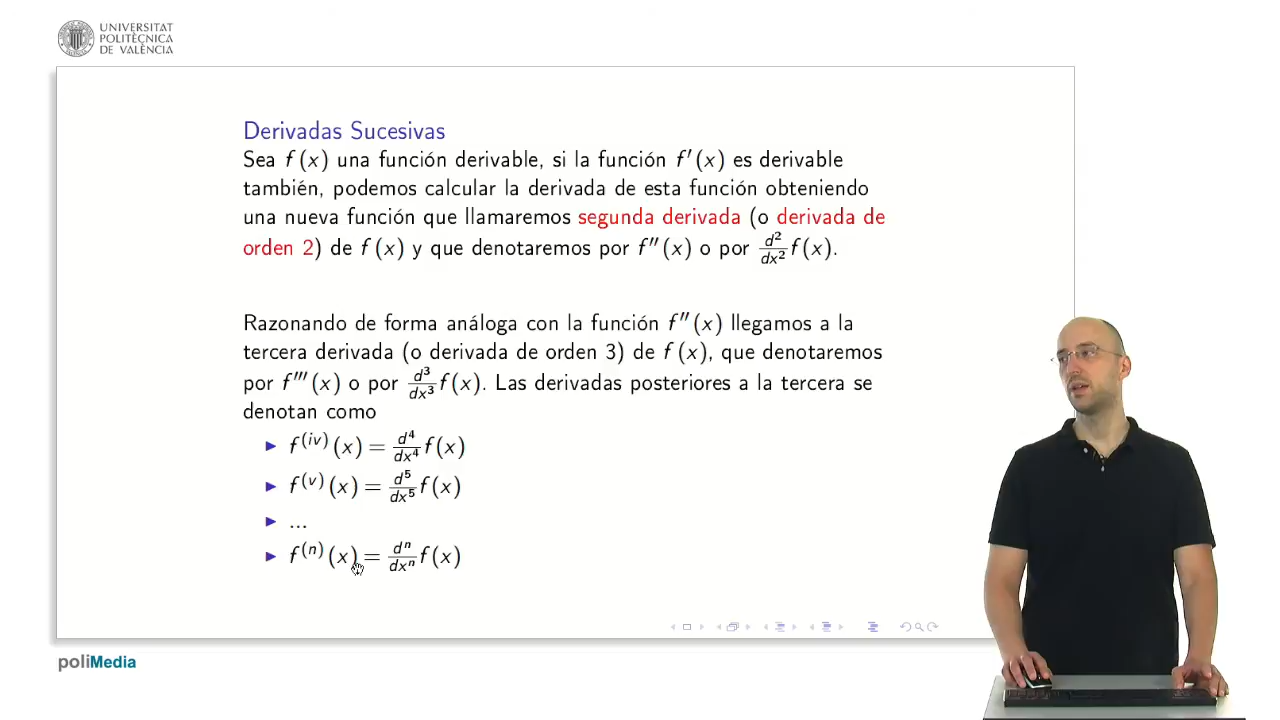 UNIVERSITAT
POLITÈCNICA
DE VALÈNCIA
Derivadas Sucesivas
Sea f(x) una función derivable, si la función f′(x) es derivable
también, podemos calcular la derivada de esta función obteniendo
una nueva función que llamaremos segunda derivada (o derivada de
orden 2) de f(x) y que denotaremos por f″(x) o por d²/dx² f(x).
Razonando de forma análoga con la función f″(x) llegamos a la
tercera derivada (o derivada de orden 3) de f(x), que denotaremos
por f‴(x) o por d³/dx³ f(x). Las derivadas posteriores a la tercera se
denotan como
▶ f^(iv)(x) = d⁴/dx⁴ f(x)
▶ f^(v)(x) = d⁵/dx⁵ f(x)
▶ ...
▶ f^(n)(x) = dⁿ/dxⁿ f(x)
poliMedia